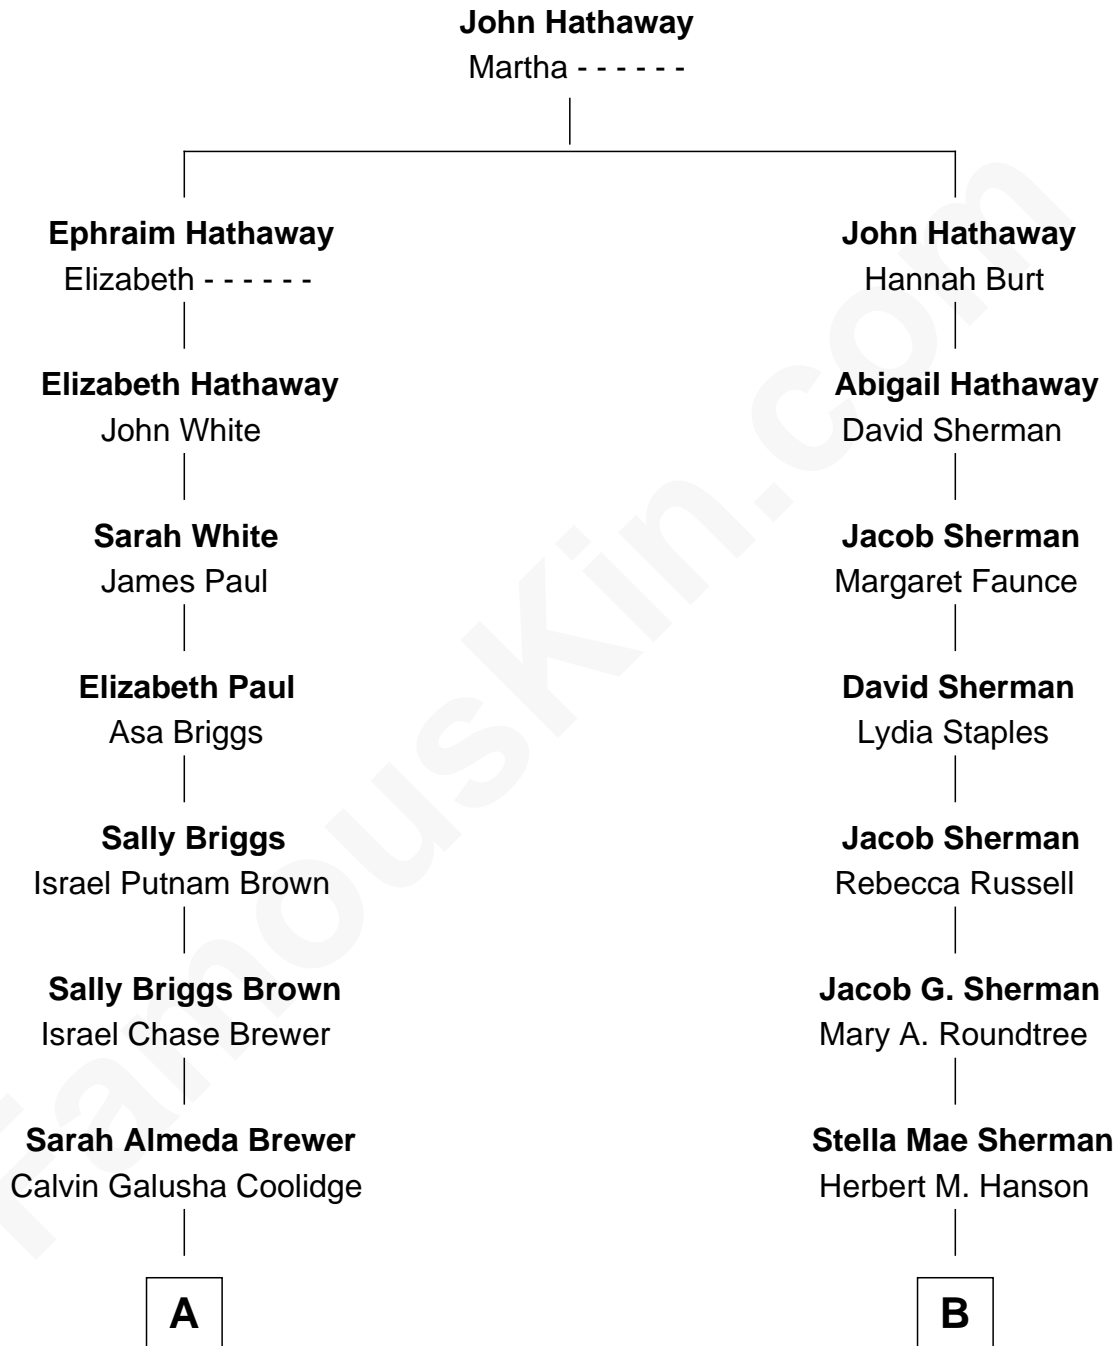 John Hathaway
Martha - - - - - -
Ephraim Hathaway
Elizabeth - - - - - -
John Hathaway
Hannah Burt
Elizabeth Hathaway
John White
Abigail Hathaway
David Sherman
Sarah White
James Paul
Jacob Sherman
Margaret Faunce
Elizabeth Paul
Asa Briggs
David Sherman
Lydia Staples
Sally Briggs
Israel Putnam Brown
Jacob Sherman
Rebecca Russell
Sally Briggs Brown
Israel Chase Brewer
Jacob G. Sherman
Mary A. Roundtree
Sarah Almeda Brewer
Calvin Galusha Coolidge
Stella Mae Sherman
Herbert M. Hanson
A
B
FamousKin.com